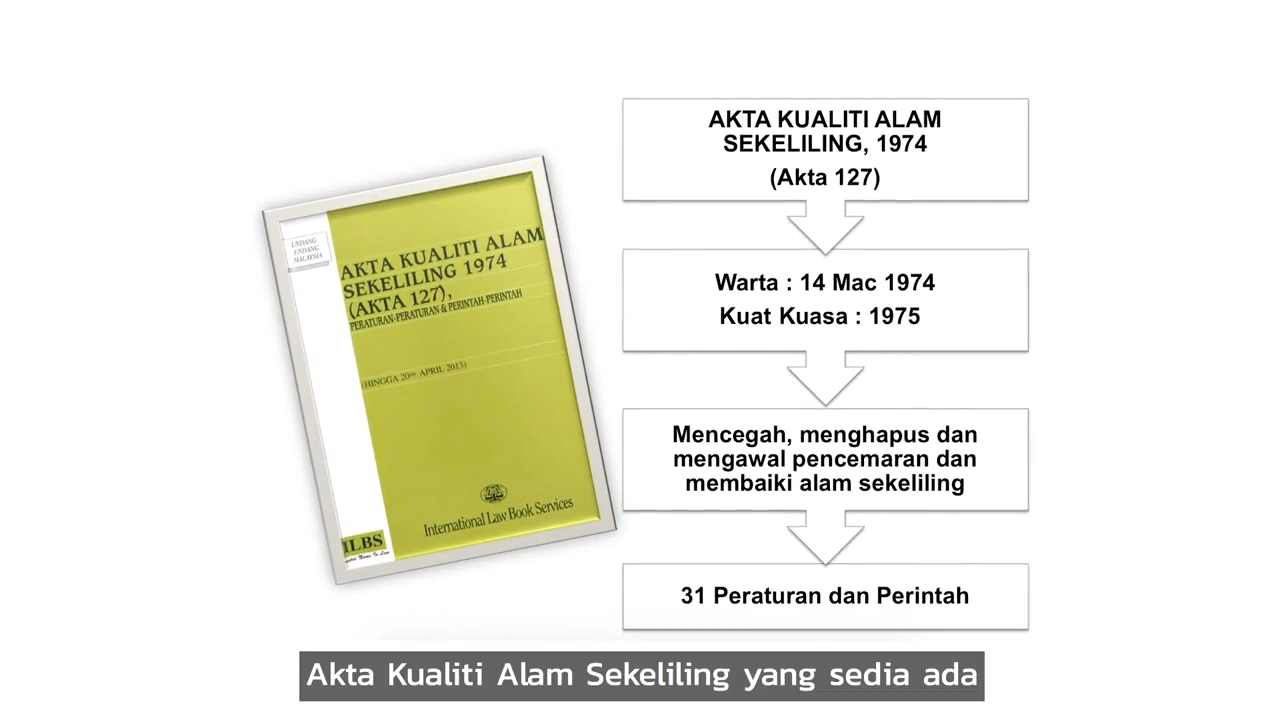 UNDANG-
UNDANG
MALAYSIA
AKTA KUALITI ALAM
SEKELILING 1974
(AKTA 127),
PERATURAN-PERATURAN & PERINTAH-PERINTAH
(HINGGA 20TH APRIL 2013)
International Law Book Services
ILBS
Name In Law
AKTA KUALITI ALAM
SEKELILING, 1974
(Akta 127)
Warta : 14 Mac 1974
Kuat Kuasa : 1975
Mencegah, menghapus dan
mengawal pencemaran dan
membaiki alam sekeliling
31 Peraturan dan Perintah
Akta Kualiti Alam Sekeliling yang sedia ada